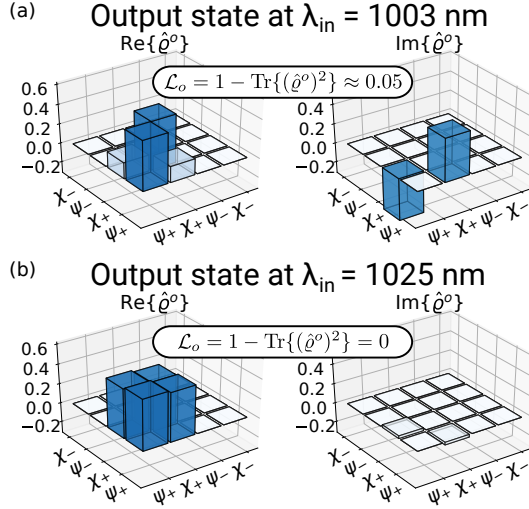 (a) Output state at λin = 1003 nm
Re{ϱ̂ᵒ} Im{ϱ̂ᵒ}
ℒₒ = 1 − Tr{(ϱ̂ᵒ)²} ≈ 0.05
0.6
0.4
0.2
0.0
−0.2
χ− ψ− χ+ ψ+
ψ+ χ+ ψ− χ−
χ− ψ− χ+ ψ+
ψ+ χ+ ψ− χ−
(b) Output state at λin = 1025 nm
Re{ϱ̂ᵒ} Im{ϱ̂ᵒ}
ℒₒ = 1 − Tr{(ϱ̂ᵒ)²} = 0
0.6
0.4
0.2
0.0
−0.2
χ− ψ− χ+ ψ+
ψ+ χ+ ψ− χ−
χ− ψ− χ+ ψ+
ψ+ χ+ ψ− χ−